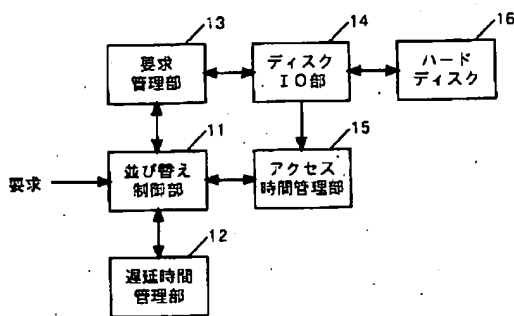 13
要求
管理部
14
ディスク
IO部
16
ハード
ディスク
要求
11
並び替え
制御部
15
アクセス
時間管理部
12
遅延時間
管理部